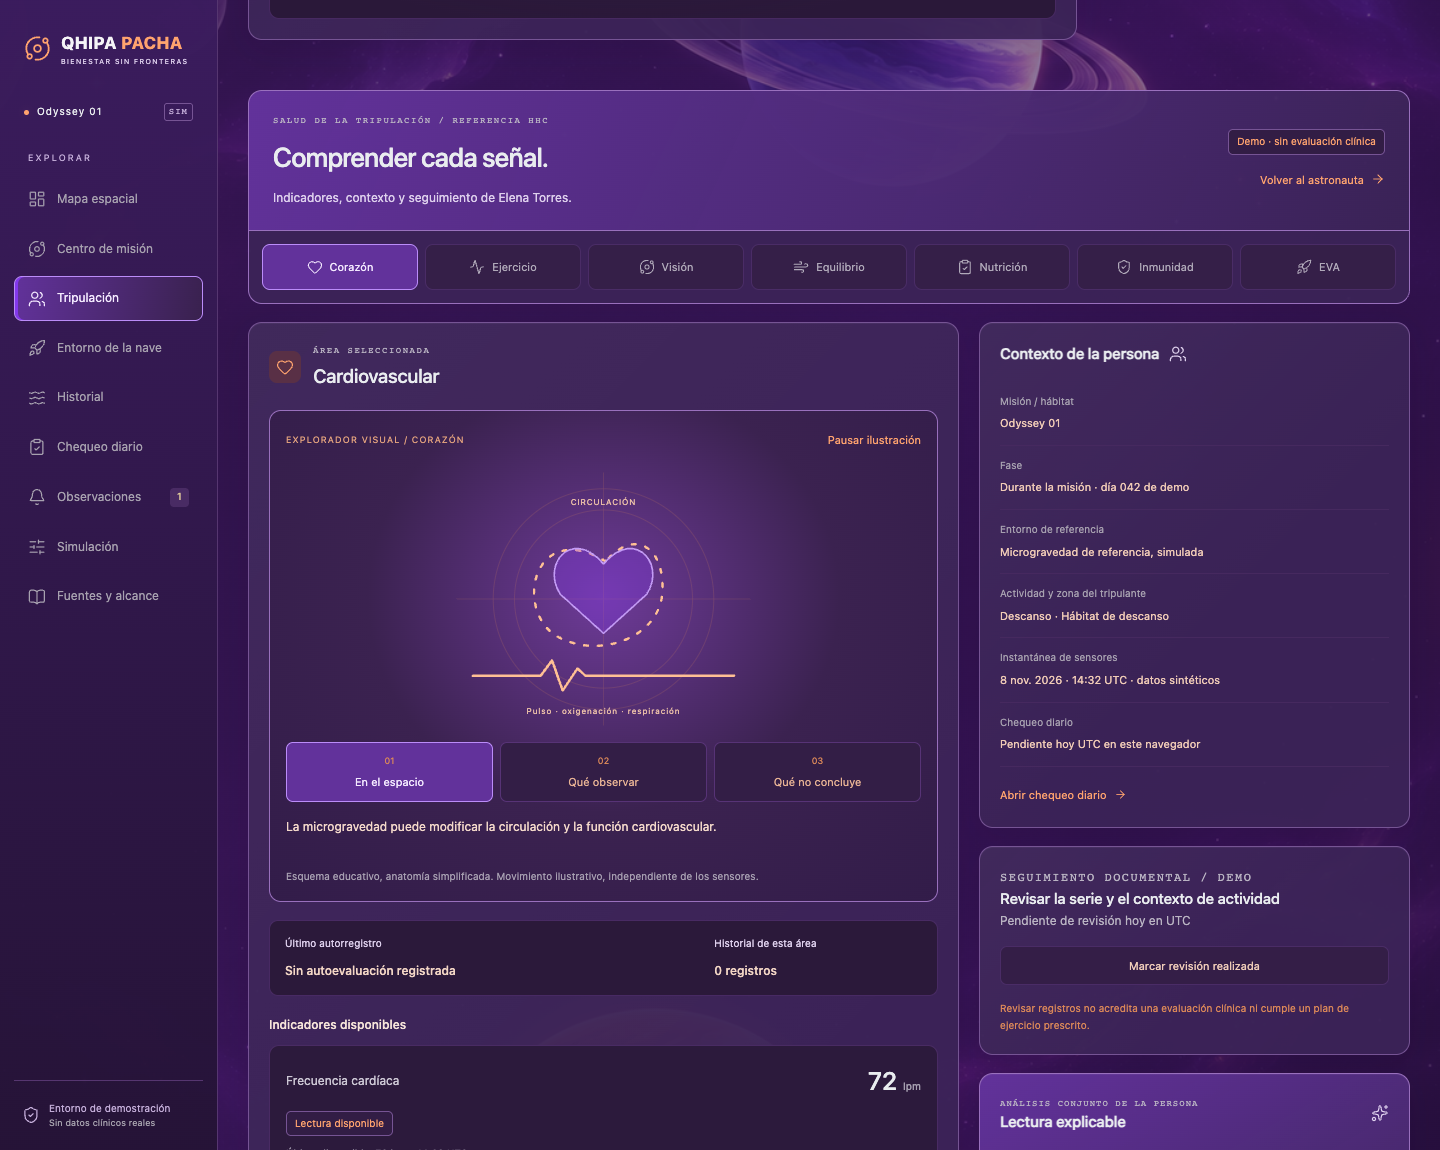 QHIPA PACHA
BIENESTAR SIN FRONTERAS
Odyssey 01
SIM
EXPLORAR
Mapa espacial
Centro de misión
Tripulación
Entorno de la nave
Historial
Chequeo diario
Observaciones
1
Simulación
Fuentes y alcance
Entorno de demostración
Sin datos clínicos reales
SALUD DE LA TRIPULACIÓN / REFERENCIA HHC
Comprender cada señal.
Indicadores, contexto y seguimiento de Elena Torres.
Demo · sin evaluación clínica
Volver al astronauta
Corazón
Ejercicio
Visión
Equilibrio
Nutrición
Inmunidad
EVA
ÁREA SELECCIONADA
Cardiovascular
EXPLORADOR VISUAL / CORAZÓN
Pausar ilustración
CIRCULACIÓN
Pulso · oxigenación · respiración
01
En el espacio
02
Qué observar
03
Qué no concluye
La microgravedad puede modificar la circulación y la función cardiovascular.
Esquema educativo, anatomía simplificada. Movimiento ilustrativo, independiente de los sensores.
Último autorregistro
Sin autoevaluación registrada
Historial de esta área
0 registros
Indicadores disponibles
Frecuencia cardíaca
72 lpm
Lectura disponible
Contexto de la persona
Misión / hábitat
Odyssey 01
Fase
Durante la misión · día 042 de demo
Entorno de referencia
Microgravedad de referencia, simulada
Actividad y zona del tripulante
Descanso · Hábitat de descanso
Instantánea de sensores
8 nov. 2026 · 14:32 UTC · datos sintéticos
Chequeo diario
Pendiente hoy UTC en este navegador
Abrir chequeo diario
SEGUIMIENTO DOCUMENTAL / DEMO
Revisar la serie y el contexto de actividad
Pendiente de revisión hoy en UTC
Marcar revisión realizada
Revisar registros no acredita una evaluación clínica ni cumple un plan de
ejercicio prescrito.
ANÁLISIS CONJUNTO DE LA PERSONA
Lectura explicable